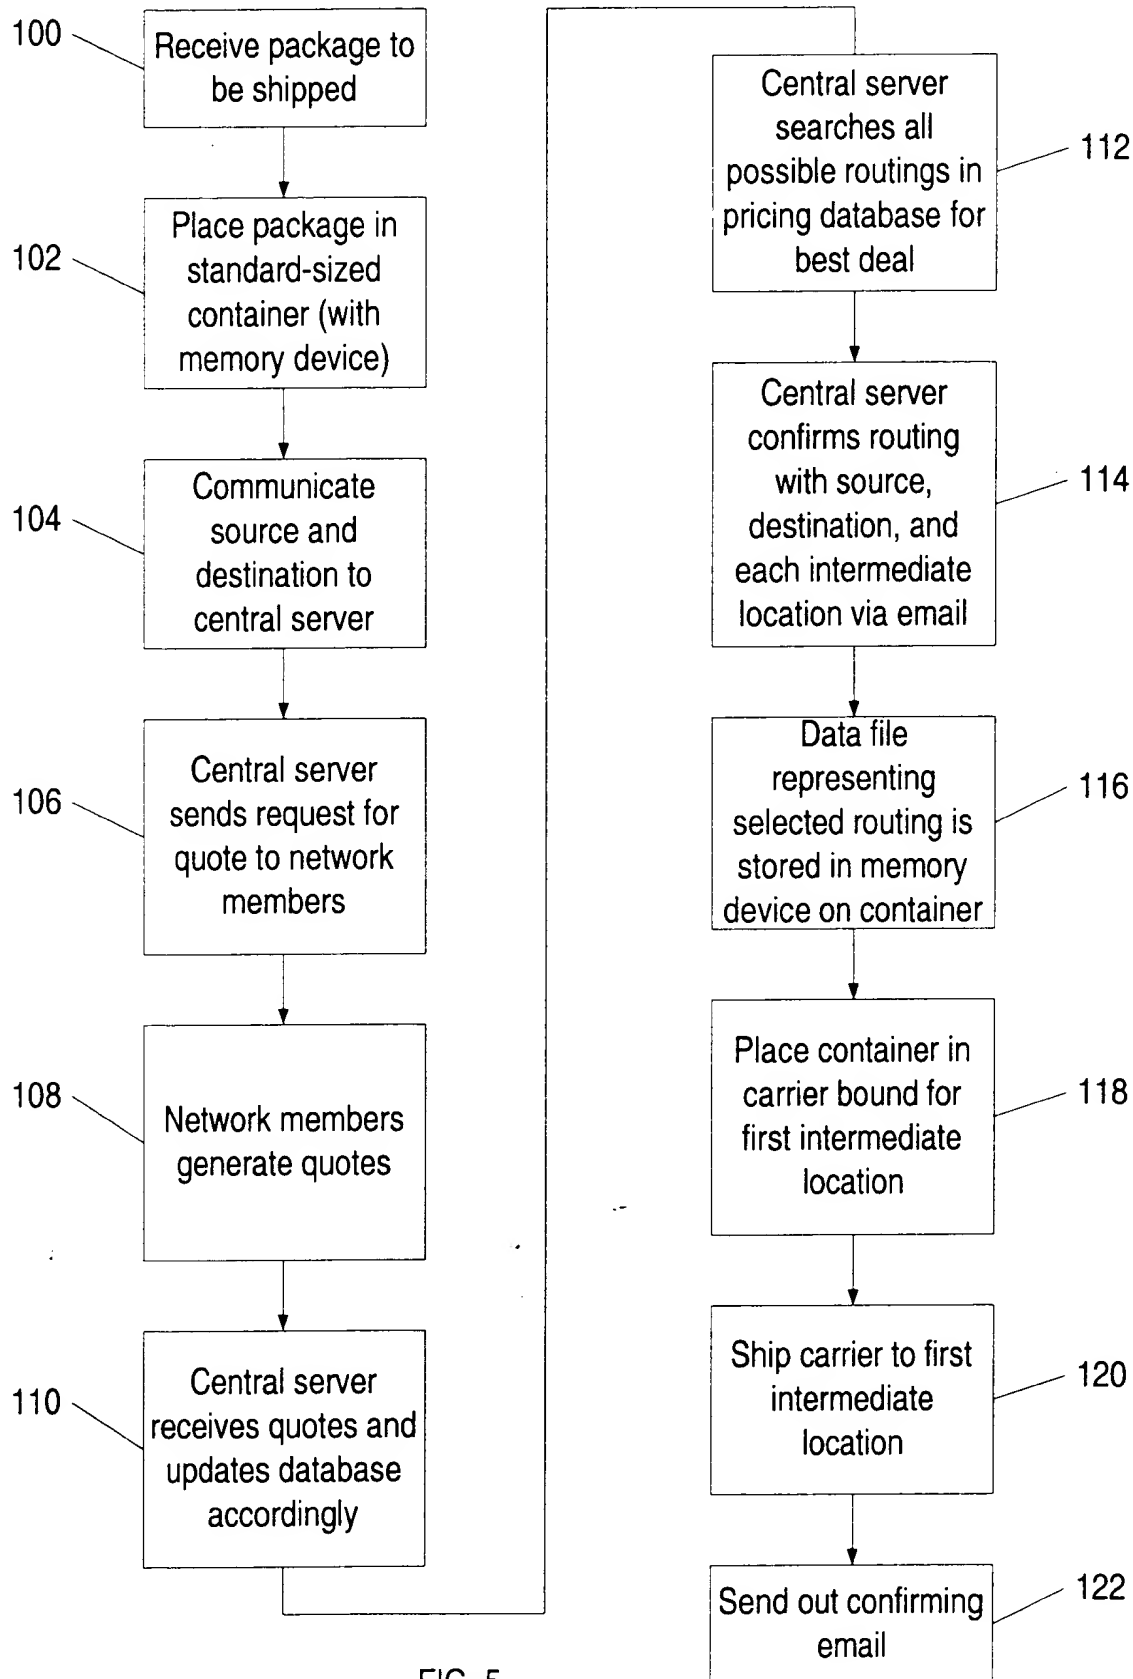 100
Receive package to
be shipped
102
Place package in
standard-sized
container (with
memory device)
104
Communicate
source and
destination to
central server
106
Central server
sends request for
quote to network
members
108
Network members
generate quotes
110
Central server
receives quotes and
updates database
accordingly
112
Central server
searches all
possible routings in
pricing database for
best deal
114
Central server
confirms routing
with source,
destination, and
each intermediate
location via email
116
Data file
representing
selected routing is
stored in memory
device on container
118
Place container in
carrier bound for
first intermediate
location
120
Ship carrier to first
intermediate
location
122
Send out confirming
email
FIG. 5